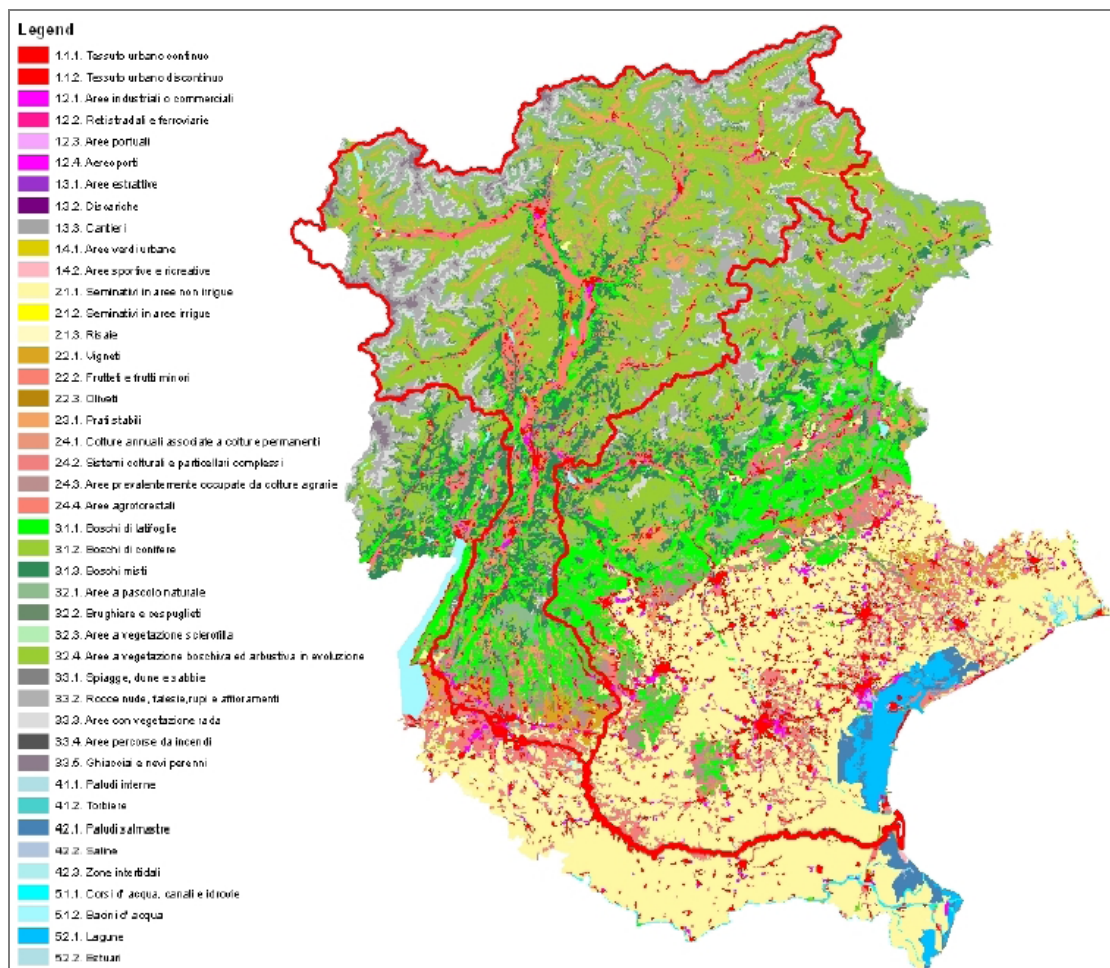 Legend
1.1.1. Tessuto urbano continuo
1.1.2. Tessuto urbano discontinuo
1.2.1. Aree industriali o commerciali
1.2.2. Reti stradali e ferroviarie
1.2.3. Aree portuali
1.2.4. Aereoporti
1.3.1. Aree estrattive
1.3.2. Discariche
1.3.3. Cantieri
1.4.1. Aree verdi urbane
1.4.2. Aree sportive e ricreative
2.1.1. Seminativi in aree non irrigue
2.1.2. Seminativi in aree irrigue
2.1.3. Risaie
2.2.1. Vigneti
2.2.2. Frutteti e frutti minori
2.2.3. Oliveti
2.3.1. Prati stabili
2.4.1. Colture annuali associate a colture permanenti
2.4.2. Sistemi colturali e particellari complessi
2.4.3. Aree prevalentemente occupate da colture agrarie
2.4.4. Aree agroforestali
3.1.1. Boschi di latifoglie
3.1.2. Boschi di conifere
3.1.3. Boschi misti
3.2.1. Aree a pascolo naturale
3.2.2. Brughiere e cespuglieti
3.2.3. Aree a vegetazione sclerofilla
3.2.4. Aree a vegetazione boschiva ed arbustiva in evoluzione
3.3.1. Spiagge, dune e sabbie
3.3.2. Rocce nude, falesie, rupi e affioramenti
3.3.3. Aree con vegetazione rada
3.3.4. Aree percorse da incendi
3.3.5. Ghiacciai e nevi perenni
4.1.1. Paludi interne
4.1.2. Torbiere
4.2.1. Paludi salmastre
4.2.2. Saline
4.2.3. Zone intertidali
5.1.1. Corsi d'acqua, canali e idrovie
5.1.2. Bacini d'acqua
5.2.1. Lagune
5.2.2. Estuari